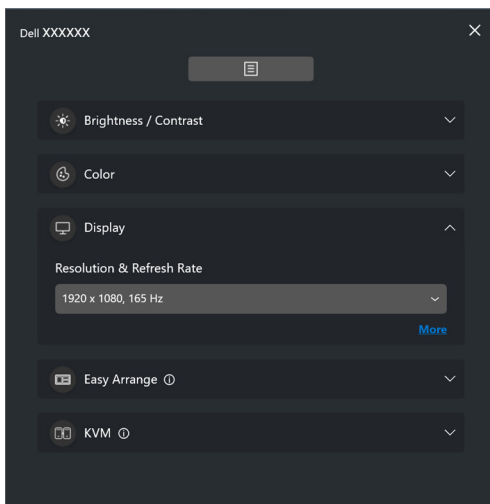 Dell XXXXXX
Brightness / Contrast
Color
Display
Resolution & Refresh Rate
1920 x 1080, 165 Hz
More
Easy Arrange
KVM